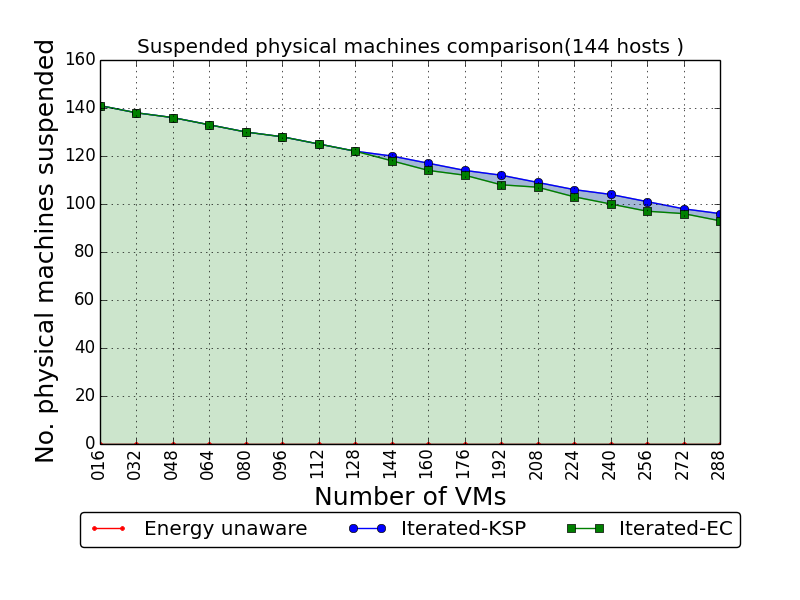 Suspended physical machines comparison(144 hosts )
No. physical machines suspended
160
140
120
100
80
60
40
20
0
016 032 048 064 080 096 112 128 144 160 176 192 208 224 240 256 272 288
Number of VMs
Energy unaware Iterated-KSP Iterated-EC